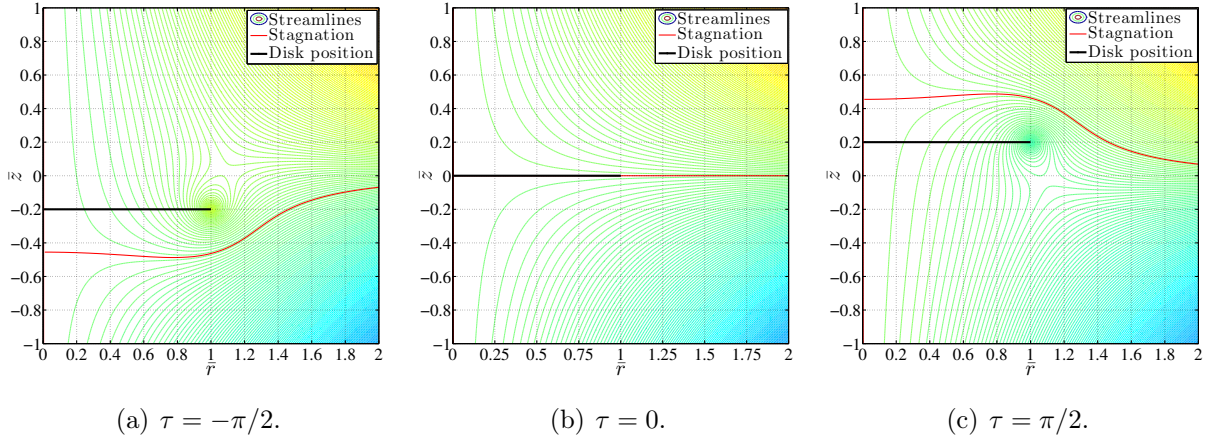 1
0.8
0.6
0.4
0.2
0
−0.2
−0.4
−0.6
−0.8
−1
z̄
0 0.2 0.4 0.6 0.8 1 1.2 1.4 1.6 1.8 2
r̄
Streamlines
Stagnation
Disk position
(a) τ = −π/2.
1
0.8
0.6
0.4
0.2
0
−0.2
−0.4
−0.6
−0.8
−1
z̄
0 0.25 0.5 0.75 1 1.25 1.5 1.75 2
r̄
Streamlines
Stagnation
Disk position
(b) τ = 0.
1
0.8
0.6
0.4
0.2
0
−0.2
−0.4
−0.6
−0.8
−1
z̄
0 0.2 0.4 0.6 0.8 1 1.2 1.4 1.6 1.8 2
r̄
Streamlines
Stagnation
Disk position
(c) τ = π/2.